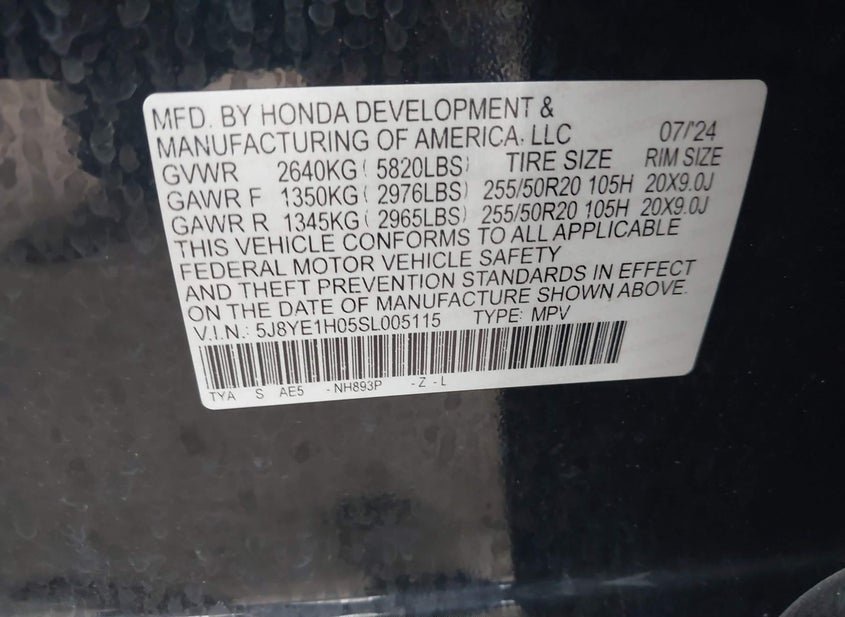 MFD. BY HONDA DEVELOPMENT &
MANUFACTURING OF AMERICA, LLC 07/'24
GVWR 2640KG ( 5820LBS) TIRE SIZE RIM SIZE
GAWR F 1350KG ( 2976LBS) 255/50R20 105H 20X9.0J
GAWR R 1345KG ( 2965LBS) 255/50R20 105H 20X9.0J
THIS VEHICLE CONFORMS TO ALL APPLICABLE
FEDERAL MOTOR VEHICLE SAFETY
AND THEFT PREVENTION STANDARDS IN EFFECT
ON THE DATE OF MANUFACTURE SHOWN ABOVE.
V.I.N.: 5J8YE1H05SL005115 TYPE: MPV
TYA S AE5 - NH893P - Z - L